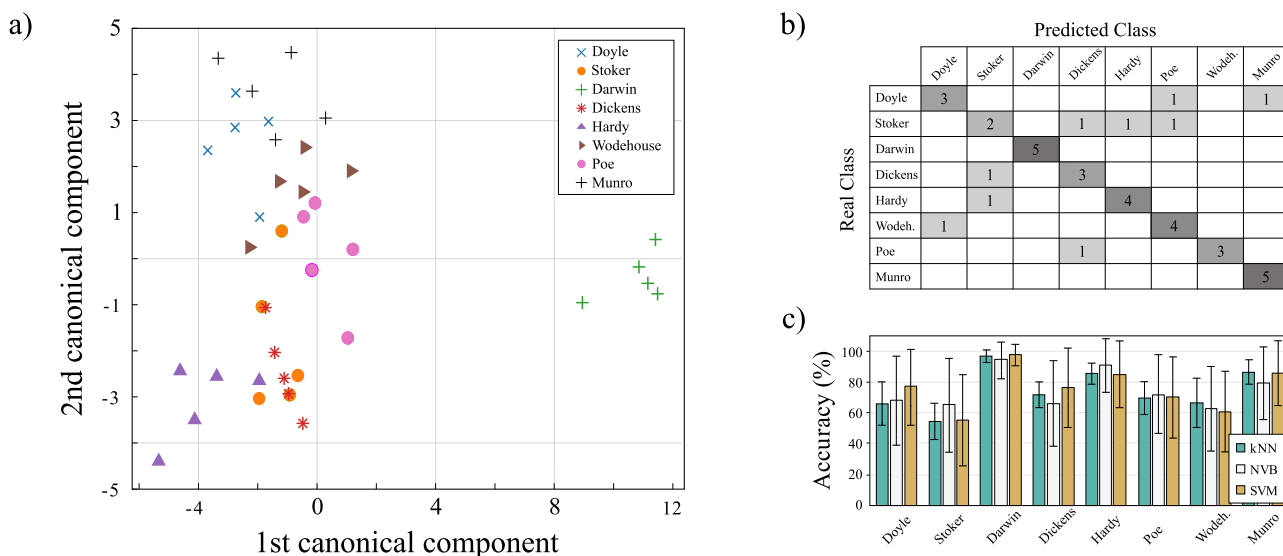 a)
2nd canonical component
5
3
1
-1
-3
-5
-4
0
4
8
12
1st canonical component
Doyle
Stoker
Darwin
Dickens
Hardy
Wodehouse
Poe
Munro
b)
Predicted Class
Doyle Stoker Darwin Dickens Hardy Poe Wodeh. Munro
Real Class
Doyle 3 1 1
Stoker 2 1 1 1
Darwin 5
Dickens 1 3
Hardy 1 4
Wodeh. 1 4
Poe 1 3
Munro 5
c)
Accuracy (%)
100
80
60
40
20
0
kNN
NVB
SVM
Doyle Stoker Darwin Dickens Hardy Poe Wodeh. Munro